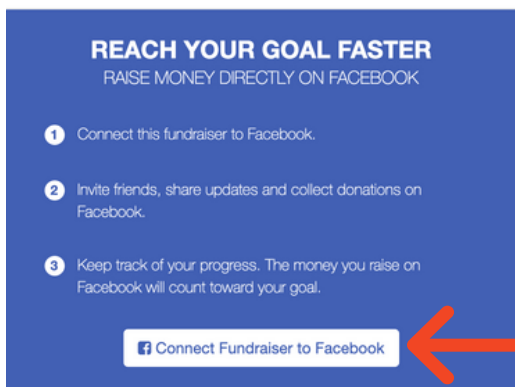 REACH YOUR GOAL FASTER
RAISE MONEY DIRECTLY ON FACEBOOK
1 Connect this fundraiser to Facebook.
2 Invite friends, share updates and collect donations on
Facebook.
3 Keep track of your progress. The money you raise on
Facebook will count toward your goal.
Connect Fundraiser to Facebook